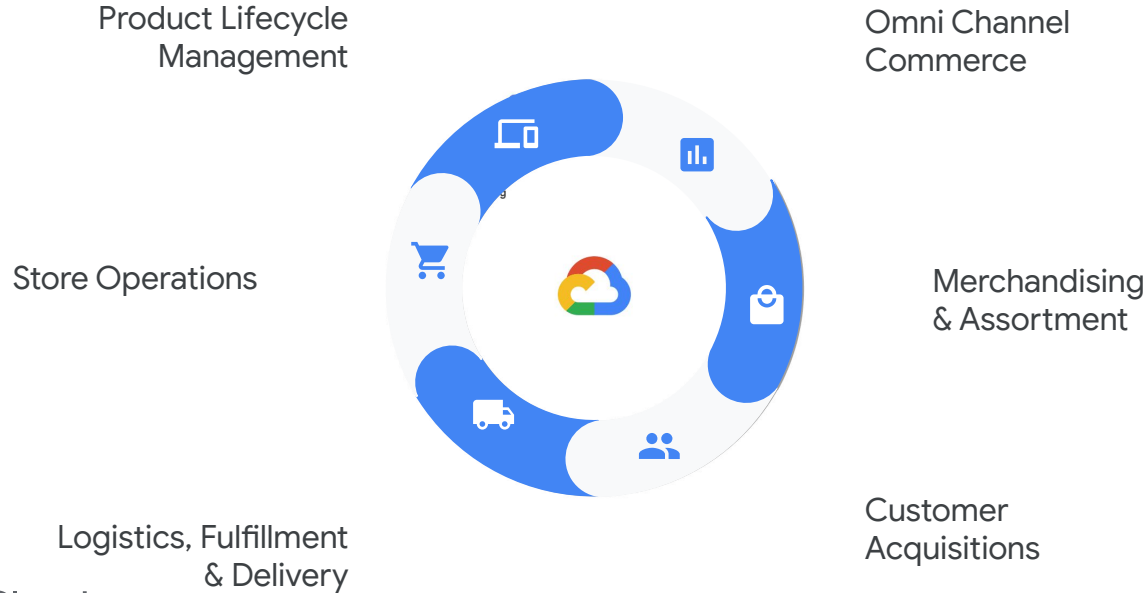 Product Lifecycle
Management
Omni Channel
Commerce
Store Operations
Merchandising
& Assortment
Customer
Acquisitions
Logistics, Fulfillment
& Delivery